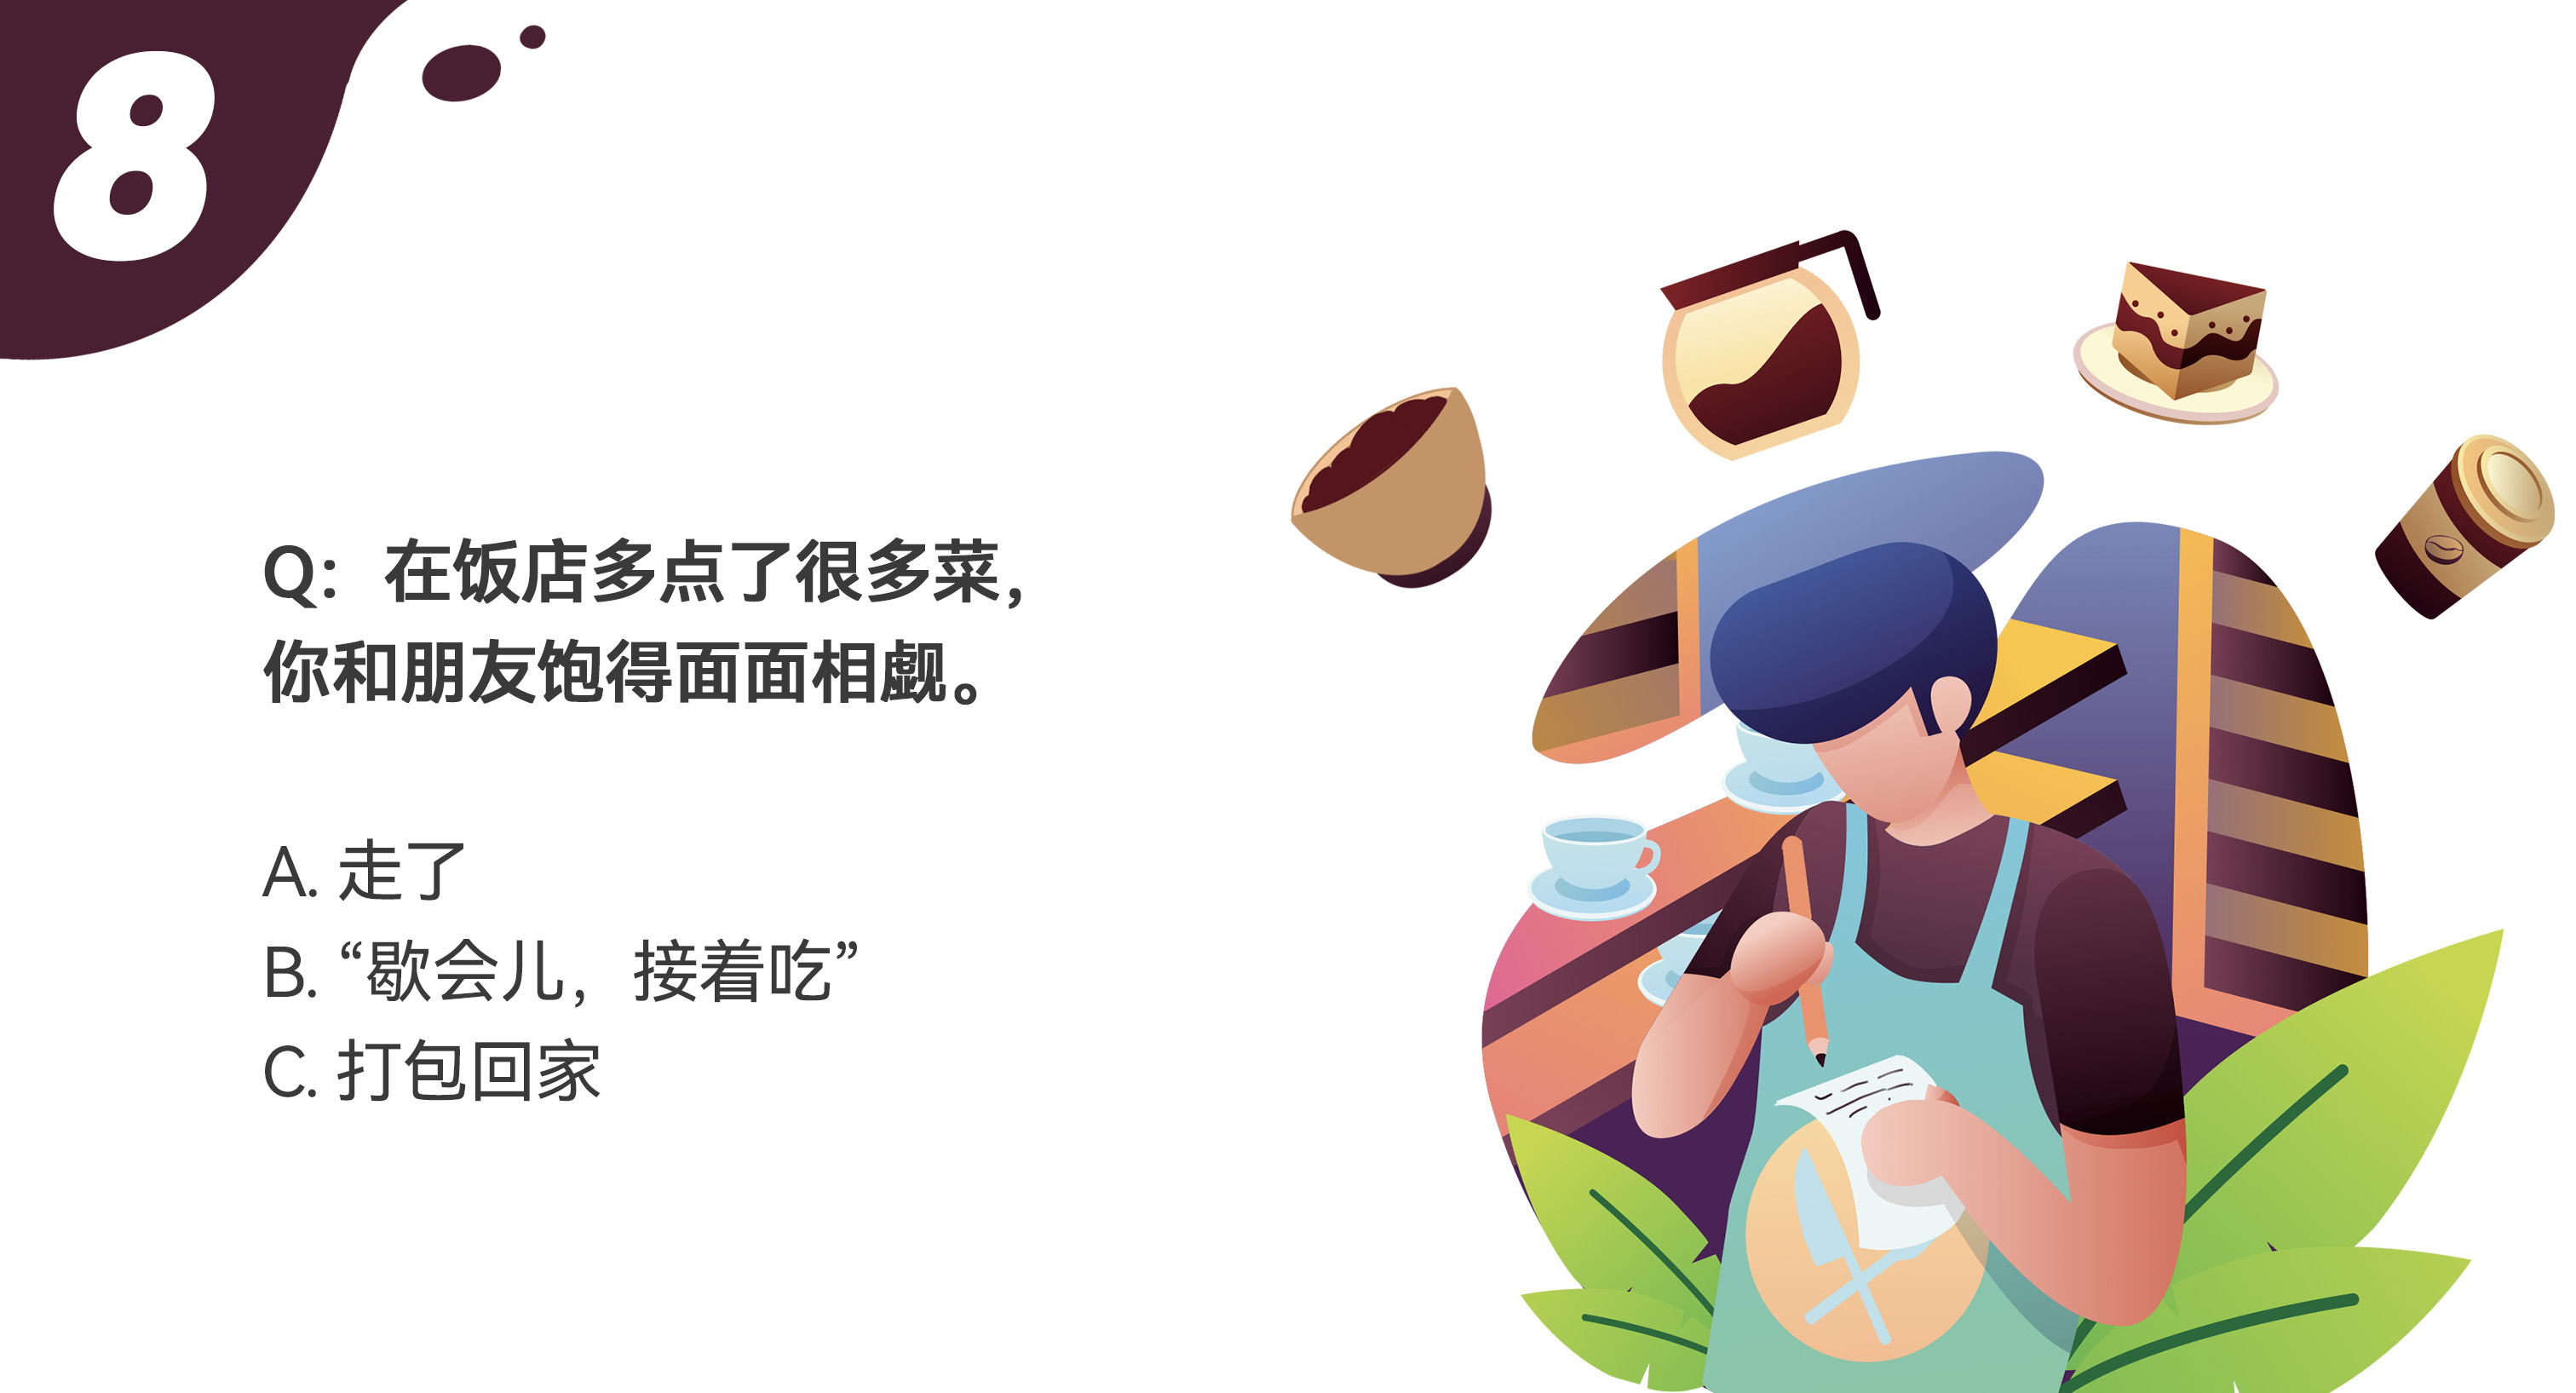 8
Q：在饭店多点了很多菜，
你和朋友饱得面面相觑。
A. 走了
B. “歇会儿，接着吃”
C. 打包回家